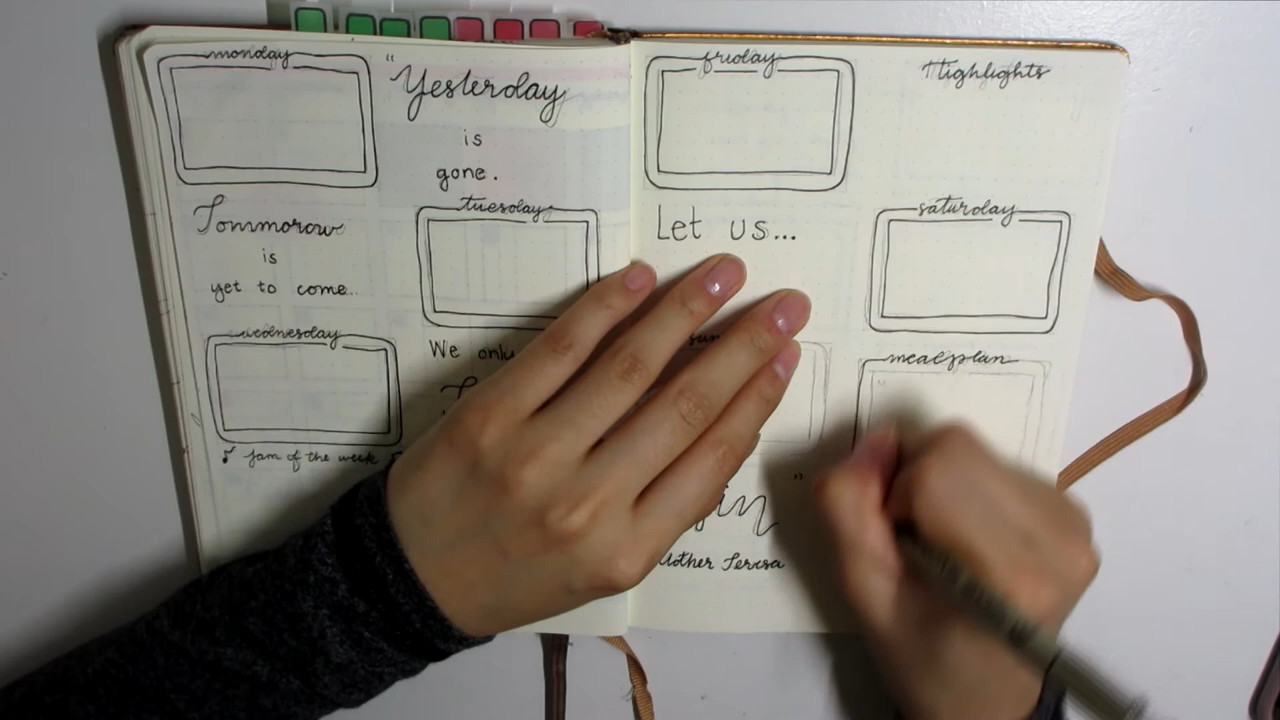 monday
"Yesterday
is
gone.
Tommorow
is
yet to come...
tuesday
wednesday
We only
♪ Jam of the week ♪
friday
Highlights
Let us...
saturday
mealplan
"
Mother Teresa